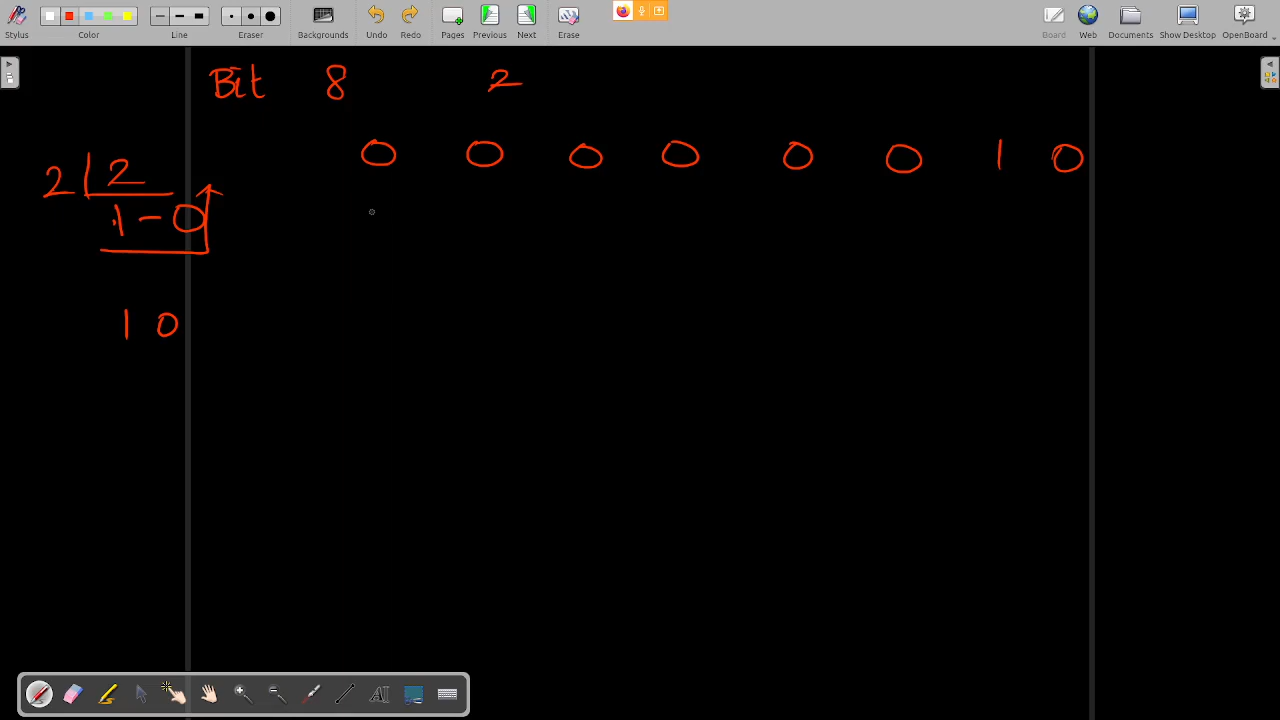 Stylus Color Line Eraser Backgrounds Undo Redo Pages Previous Next Erase Board Web Documents Show Desktop OpenBoard
Bit 8 2
0 0 0 0 0 0 1 0
2 | 2
1 - 0
1 0